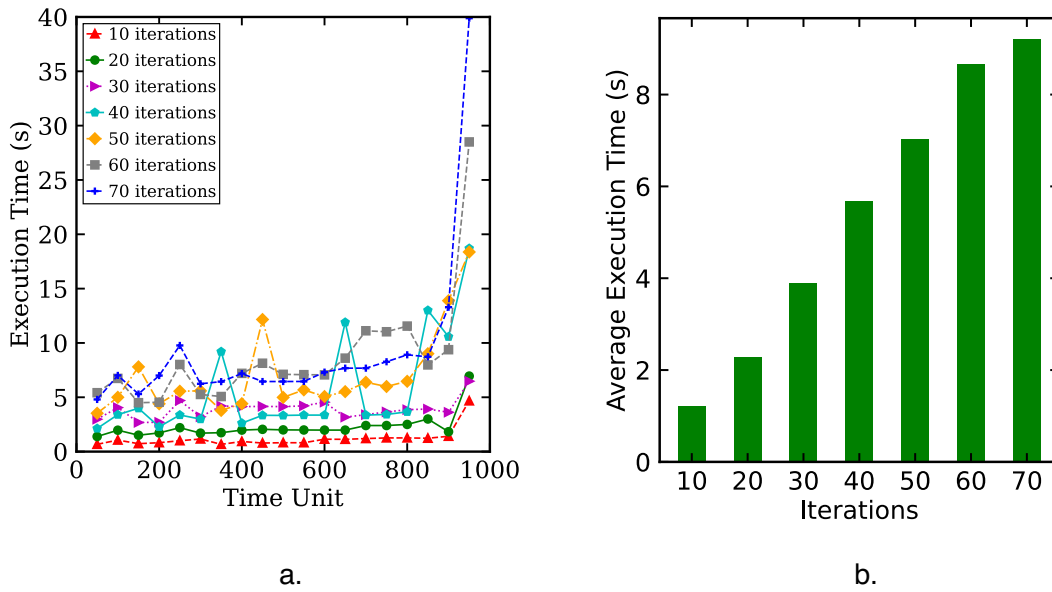 10 iterations
20 iterations
30 iterations
40 iterations
50 iterations
60 iterations
70 iterations
40
35
30
25
20
15
10
5
0
Execution Time (s)
0 200 400 600 800 1000
Time Unit
a.
8
6
4
2
0
Average Execution Time (s)
10 20 30 40 50 60 70
Iterations
b.